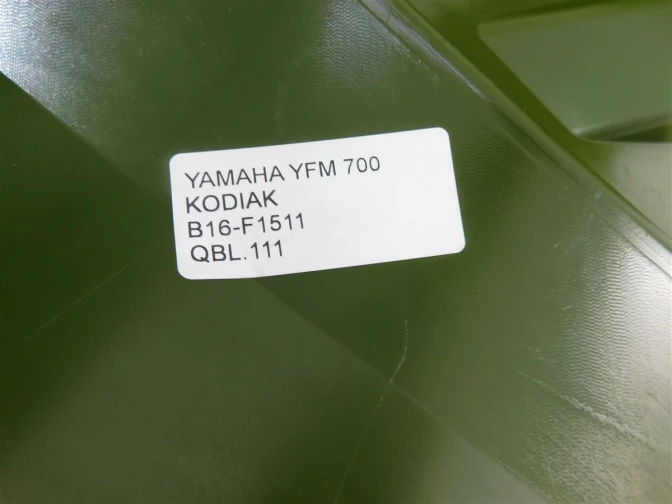 YAMAHA YFM 700
KODIAK
B16-F1511
QBL.111